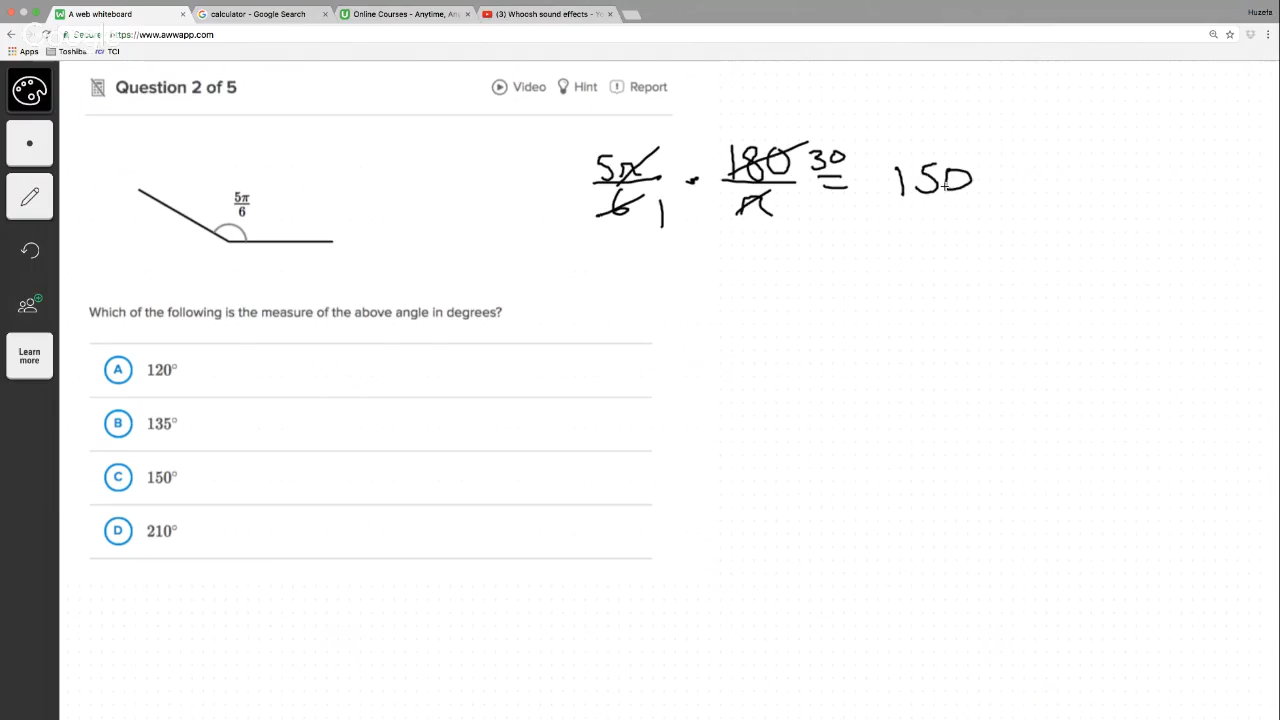 A web whiteboard
calculator - Google Search
Online Courses - Anytime, An
(3) Whoosh sound effects - Yo
Huzefa
Secure https://www.awwapp.com
Apps Toshiba TCI
Question 2 of 5
Video Hint Report
5π/6 · 180/π 30 = 150
1
5π/6
Learn more
Which of the following is the measure of the above angle in degrees?
A 120°
B 135°
C 150°
D 210°